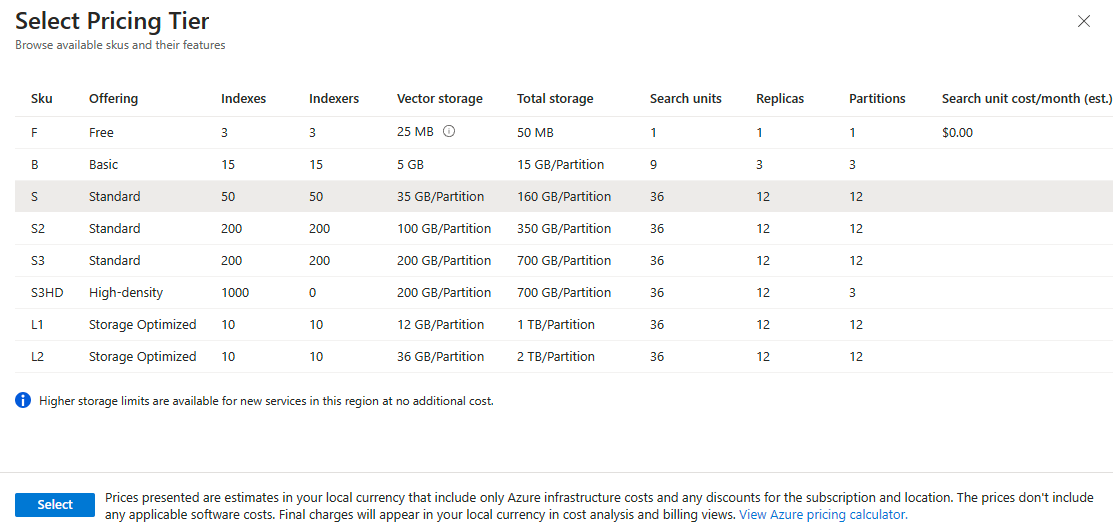 Select Pricing Tier
Browse available skus and their features
Sku Offering Indexes Indexers Vector storage Total storage Search units Replicas Partitions Search unit cost/month (est.)
F Free 3 3 25 MB 50 MB 1 1 1 $0.00
B Basic 15 15 5 GB 15 GB/Partition 9 3 3
S Standard 50 50 35 GB/Partition 160 GB/Partition 36 12 12
S2 Standard 200 200 100 GB/Partition 350 GB/Partition 36 12 12
S3 Standard 200 200 200 GB/Partition 700 GB/Partition 36 12 12
S3HD High-density 1000 0 200 GB/Partition 700 GB/Partition 36 12 3
L1 Storage Optimized 10 10 12 GB/Partition 1 TB/Partition 36 12 12
L2 Storage Optimized 10 10 36 GB/Partition 2 TB/Partition 36 12 12
Higher storage limits are available for new services in this region at no additional cost.
Select
Prices presented are estimates in your local currency that include only Azure infrastructure costs and any discounts for the subscription and location. The prices don't include
any applicable software costs. Final charges will appear in your local currency in cost analysis and billing views. View Azure pricing calculator.